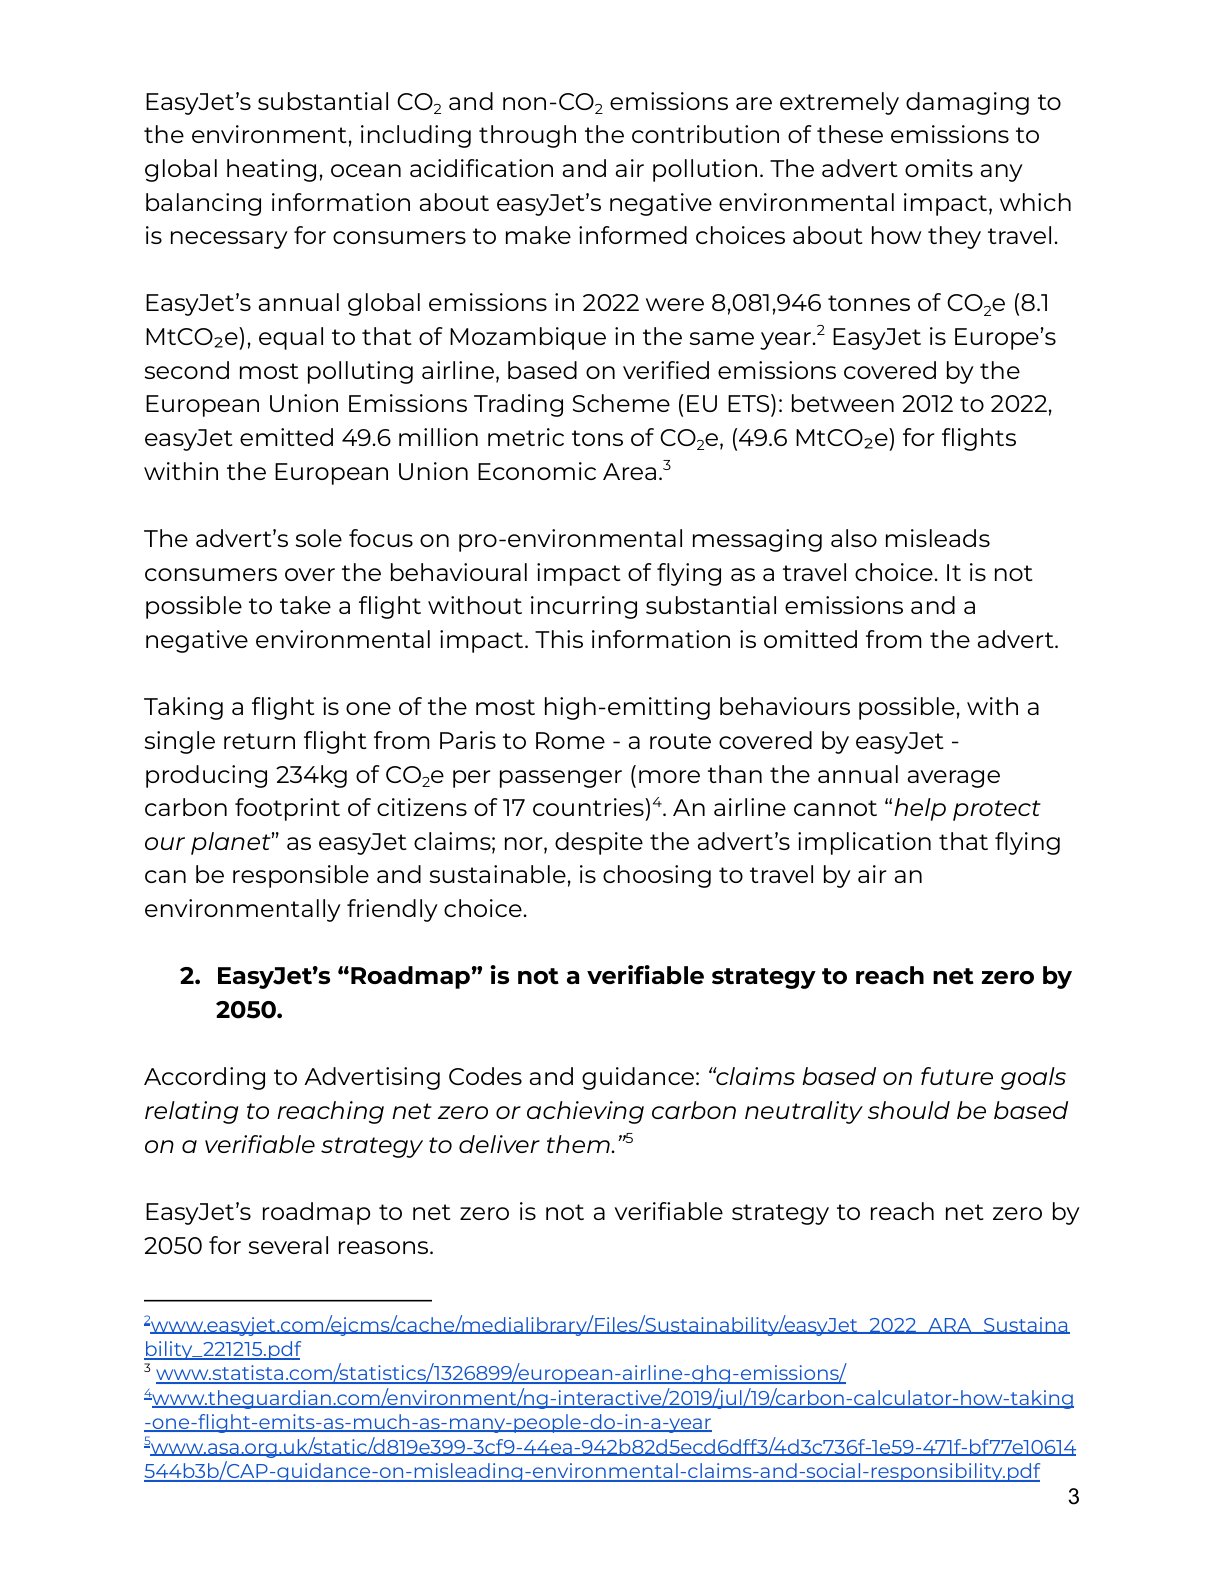 EasyJet’s substantial CO₂ and non-CO₂ emissions are extremely damaging to
the environment, including through the contribution of these emissions to
global heating, ocean acidification and air pollution. The advert omits any
balancing information about easyJet’s negative environmental impact, which
is necessary for consumers to make informed choices about how they travel.
EasyJet’s annual global emissions in 2022 were 8,081,946 tonnes of CO₂e (8.1
MtCO₂e), equal to that of Mozambique in the same year.² EasyJet is Europe’s
second most polluting airline, based on verified emissions covered by the
European Union Emissions Trading Scheme (EU ETS): between 2012 to 2022,
easyJet emitted 49.6 million metric tons of CO₂e, (49.6 MtCO₂e) for flights
within the European Union Economic Area.³
The advert’s sole focus on pro-environmental messaging also misleads
consumers over the behavioural impact of flying as a travel choice. It is not
possible to take a flight without incurring substantial emissions and a
negative environmental impact. This information is omitted from the advert.
Taking a flight is one of the most high-emitting behaviours possible, with a
single return flight from Paris to Rome - a route covered by easyJet -
producing 234kg of CO₂e per passenger (more than the annual average
carbon footprint of citizens of 17 countries)⁴. An airline cannot “help protect
our planet” as easyJet claims; nor, despite the advert’s implication that flying
can be responsible and sustainable, is choosing to travel by air an
environmentally friendly choice.
2. EasyJet’s “Roadmap” is not a verifiable strategy to reach net zero by
2050.
According to Advertising Codes and guidance: “claims based on future goals
relating to reaching net zero or achieving carbon neutrality should be based
on a verifiable strategy to deliver them.”⁵
EasyJet’s roadmap to net zero is not a verifiable strategy to reach net zero by
2050 for several reasons.
²www.easyjet.com/ejcms/cache/medialibrary/Files/Sustainability/easyJet_2022_ARA_Sustaina
bility_221215.pdf
³ www.statista.com/statistics/1326899/european-airline-ghg-emissions/
⁴www.theguardian.com/environment/ng-interactive/2019/jul/19/carbon-calculator-how-taking
-one-flight-emits-as-much-as-many-people-do-in-a-year
⁵www.asa.org.uk/static/d819e399-3cf9-44ea-942b82d5ecd6dff3/4d3c736f-1e59-471f-bf77e10614
544b3b/CAP-guidance-on-misleading-environmental-claims-and-social-responsibility.pdf
3